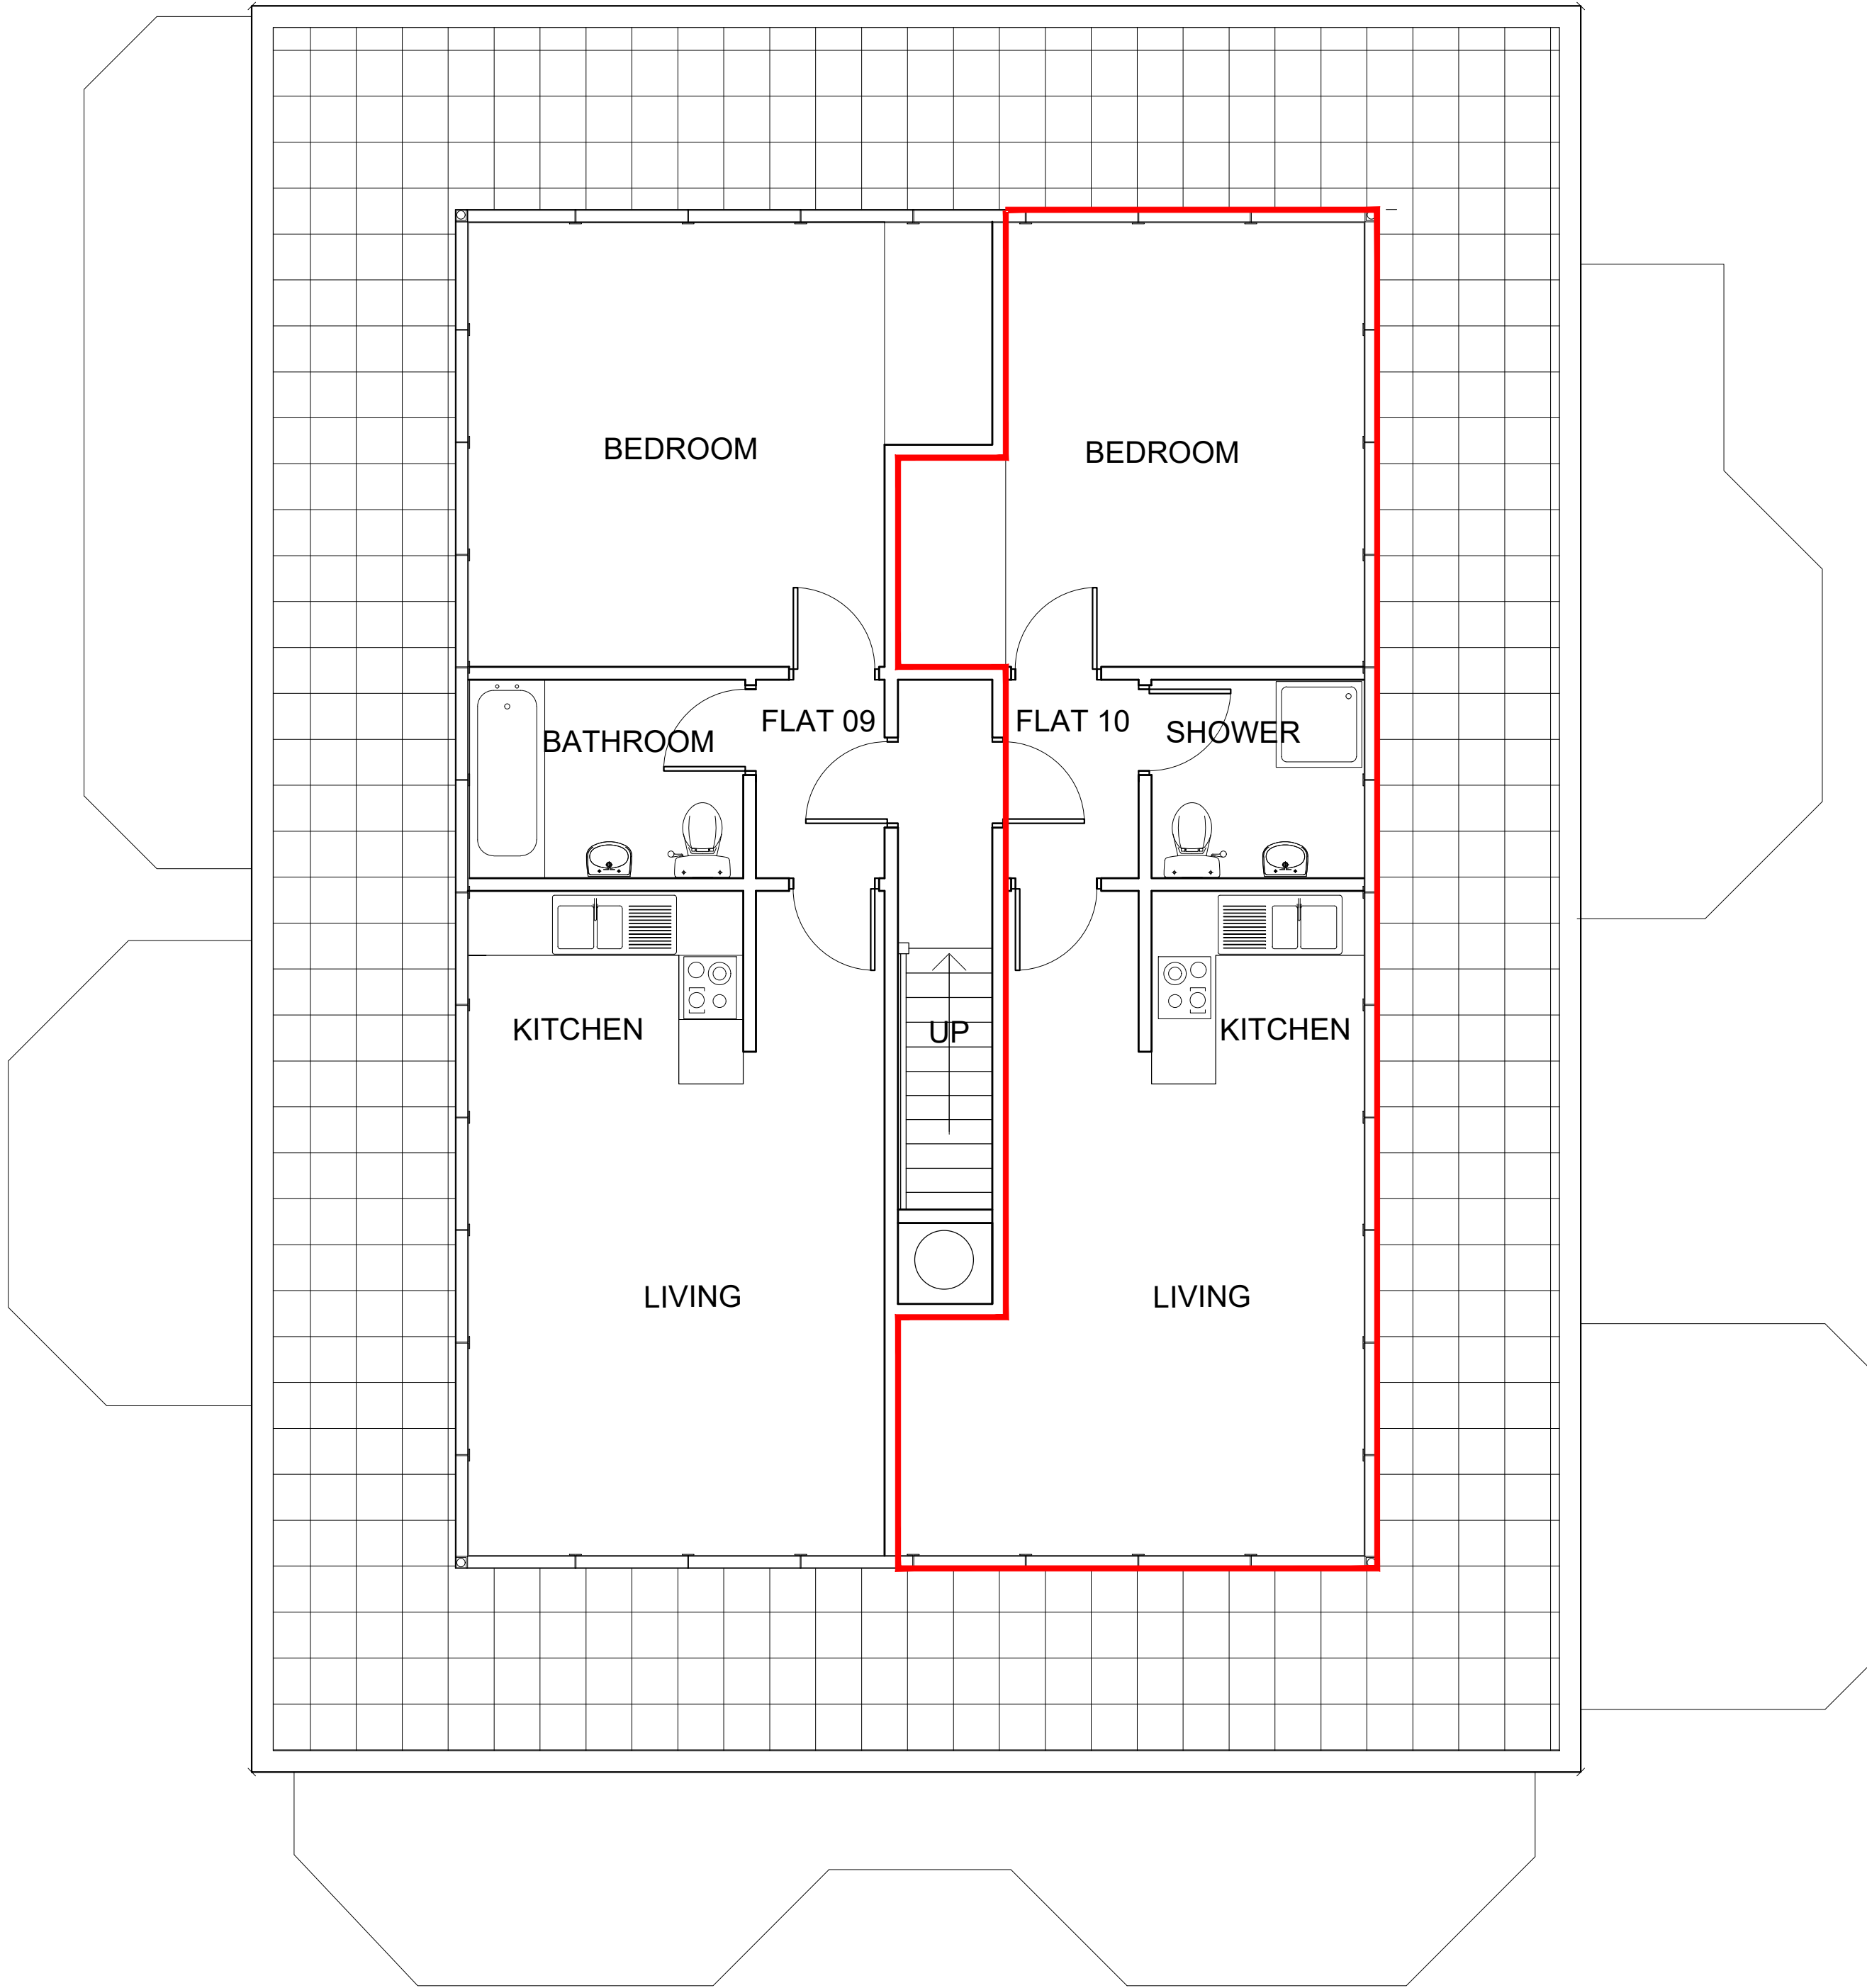 BEDROOM
BEDROOM
FLAT 09
FLAT 10
BATHROOM
SHOWER
KITCHEN
UP
KITCHEN
LIVING
LIVING